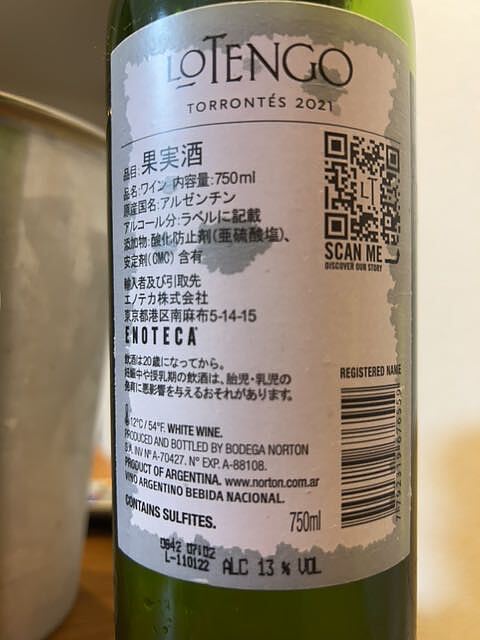 LOTENGO
TORRONTÉS 2021
品目:果実酒
品名:ワイン 内容量:750ml
原産国名:アルゼンチン
アルコール分:ラベルに記載
添加物:酸化防止剤(亜硫酸塩)、
安定剤(CMC)含有
輸入者及び引取先
エノテカ株式会社
東京都港区南麻布5-14-15
ENOTECA
LT
SCAN ME
DISCOVER OUR STORY
飲酒は20歳になってから。
妊娠中や授乳期の飲酒は、胎児・乳児の
発育に悪影響を与えるおそれがあります。
REGISTERED NAME
12°C / 54°F. WHITE WINE.
PRODUCED AND BOTTLED BY BODEGA NORTON
S.A. INV Nº A-70427. N° EXP. A-88108.
PRODUCT OF ARGENTINA. www.norton.com.ar
VINO ARGENTINO BEBIDA NACIONAL.
CONTAINS SULFITES.
750ml
0642 07:02
L-110122 ALC 13 % VOL